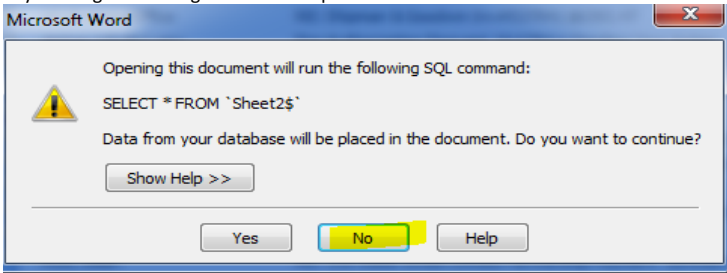 Microsoft Word
X
Opening this document will run the following SQL command:
SELECT * FROM `Sheet2$`
Data from your database will be placed in the document. Do you want to continue?
Show Help >>
Yes No Help